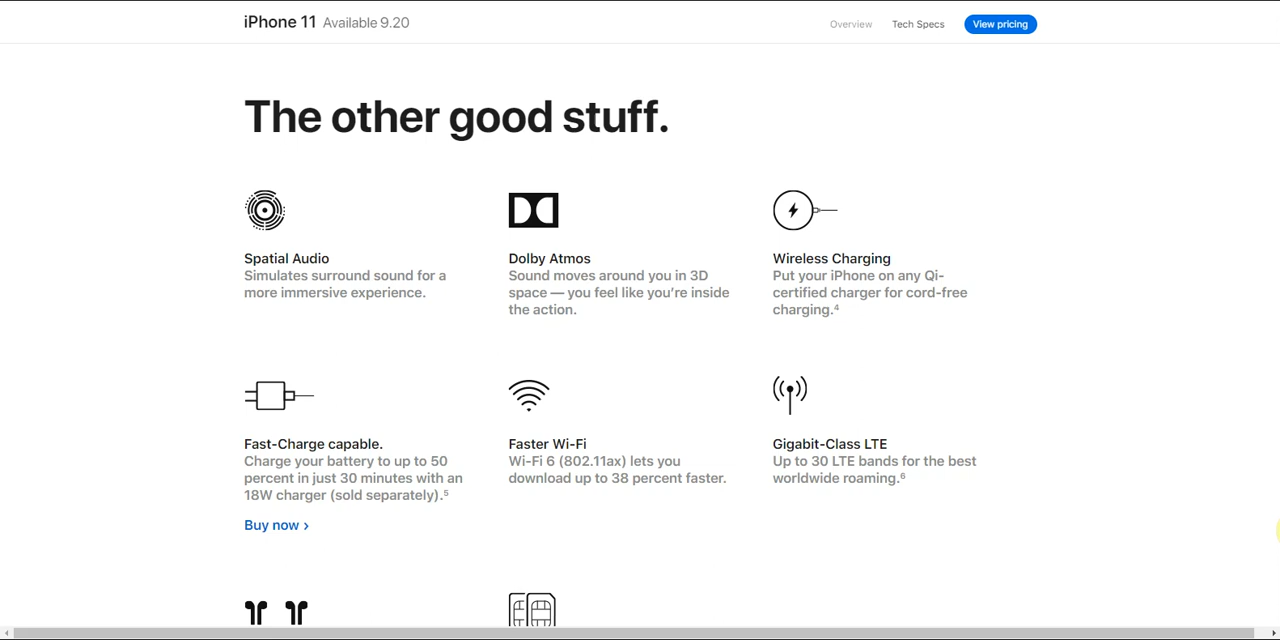 iPhone 11 Available 9.20
Overview Tech Specs View pricing
The other good stuff.
Spatial Audio
Simulates surround sound for a
more immersive experience.
Dolby Atmos
Sound moves around you in 3D
space — you feel like you’re inside
the action.
Wireless Charging
Put your iPhone on any Qi-
certified charger for cord-free
charging.⁴
Fast-Charge capable.
Charge your battery to up to 50
percent in just 30 minutes with an
18W charger (sold separately).⁵
Buy now ›
Faster Wi-Fi
Wi-Fi 6 (802.11ax) lets you
download up to 38 percent faster.
Gigabit-Class LTE
Up to 30 LTE bands for the best
worldwide roaming.⁶